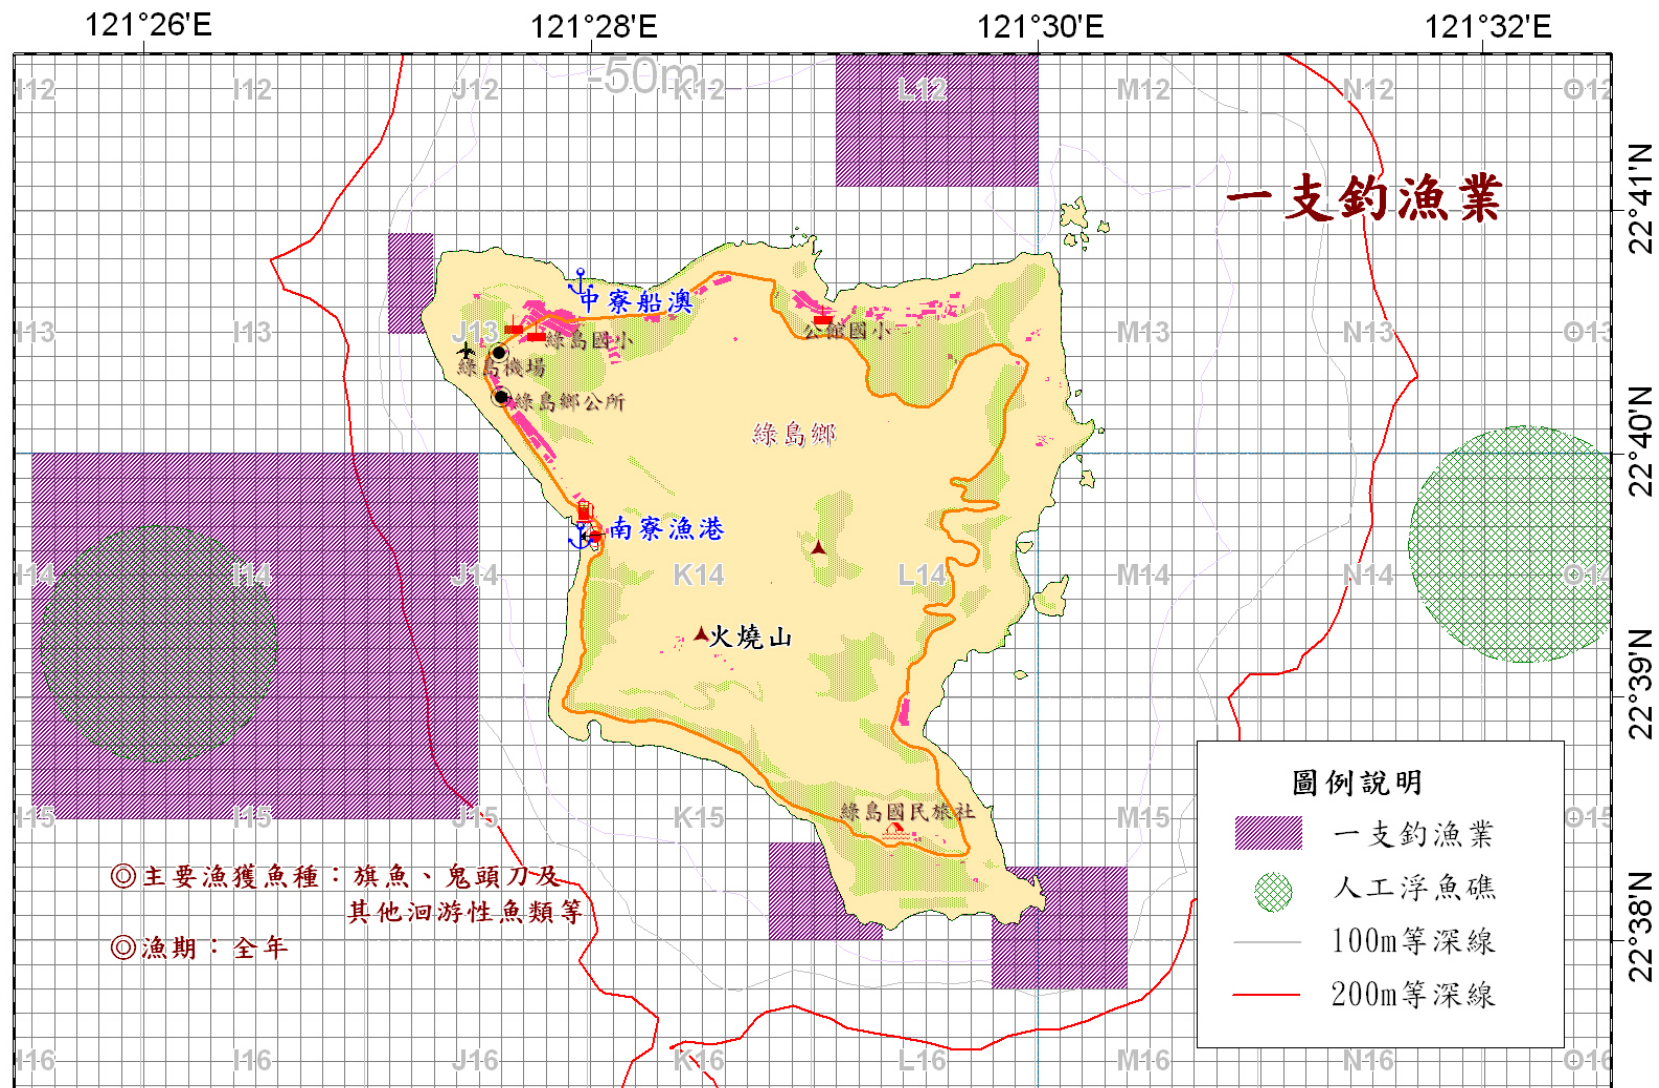 121°26'E 121°28'E 121°30'E 121°32'E
-50m
H12 I12 J12 K12 L12 M12 N12 O12
22°41'N
一支釣漁業
中寮船澳
H13 I13 J13 M13 N13 O13
公館國小
綠島國小
綠島機場
綠島鄉公所
綠島鄉
22°40'N
南寮漁港
H14 I14 J14 K14 L14 M14 N14 O14
火燒山
22°39'N
圖例說明
綠島國民旅社
H15 I15 J15 K15 M15 O15
一支釣漁業
◎主要漁獲魚種：旗魚、鬼頭刀及
其他洄游性魚類等
人工浮魚礁
◎漁期：全年
100m等深線
22°38'N
200m等深線
H16 I16 J16 K16 L16 M16 N16 O16